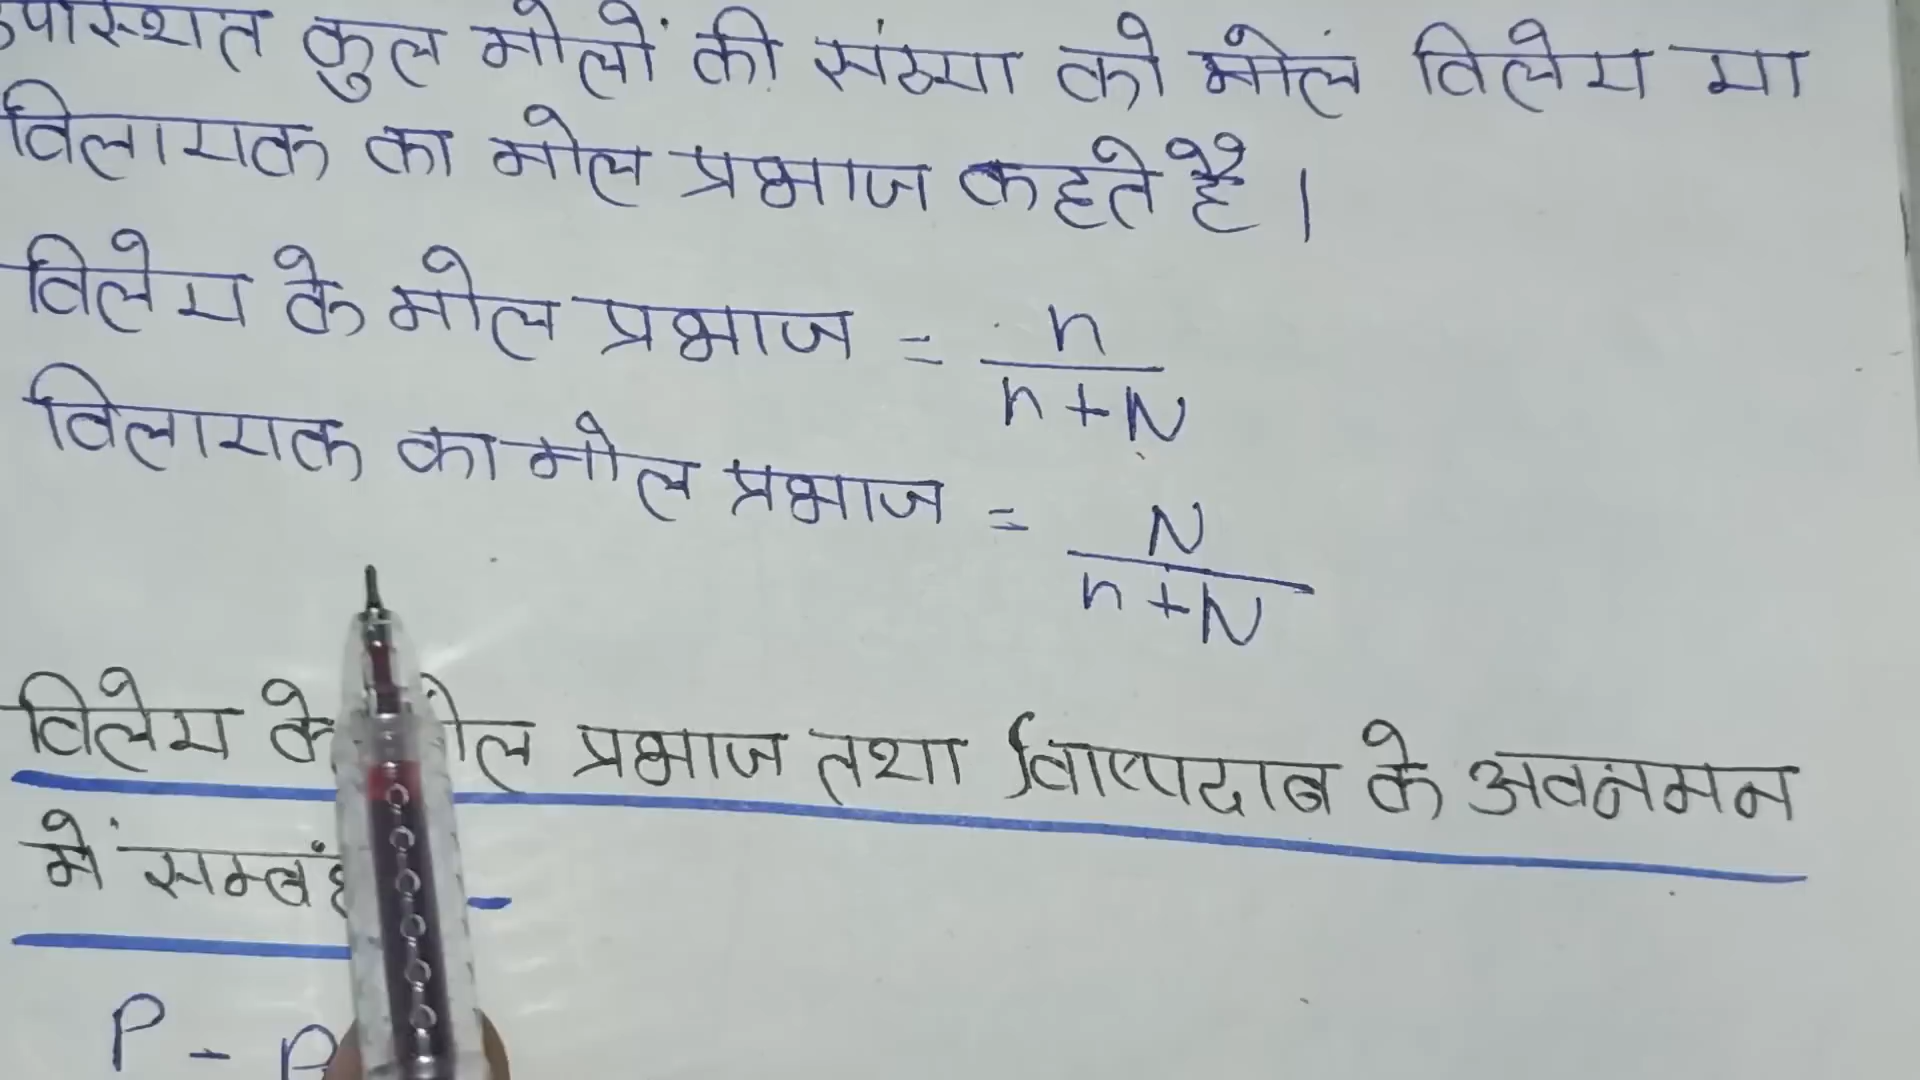 उपस्थित कुल मोलों की संख्या को मोल विलेय या
विलायक का मोल प्रभाज कहते है।
विलेय के मोल प्रभाज = n / n+N
विलायक का मोल प्रभाज = N / n+N
विलेय के मोल प्रभाज तथा वाष्पदाब के अवनमन
में सम्बंध -
P - P